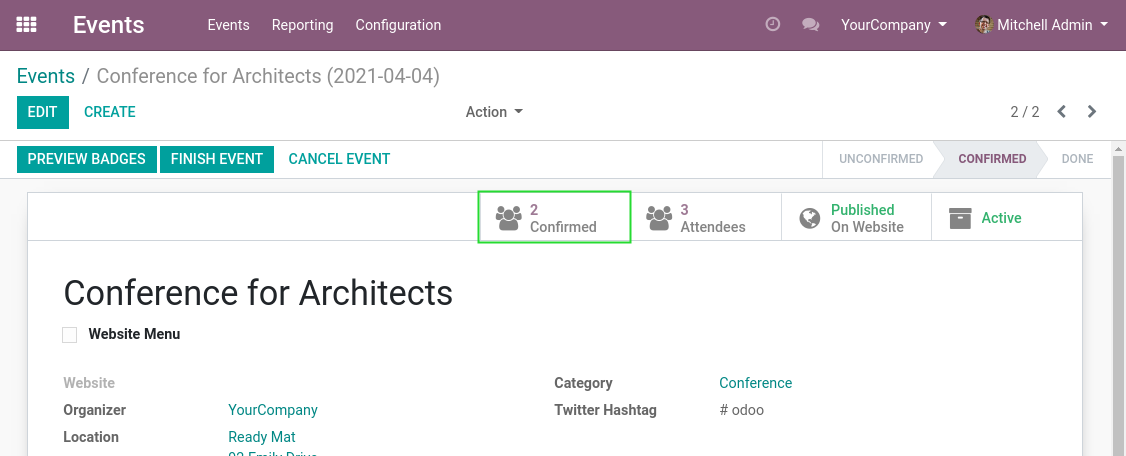 Events Events Reporting Configuration YourCompany Mitchell Admin
Events / Conference for Architects (2021-04-04)
EDIT CREATE Action 2 / 2
PREVIEW BADGES FINISH EVENT CANCEL EVENT UNCONFIRMED CONFIRMED DONE
2 Confirmed
3 Attendees
Published On Website
Active
Conference for Architects
Website Menu
Website
Organizer YourCompany
Location Ready Mat
Category Conference
Twitter Hashtag # odoo